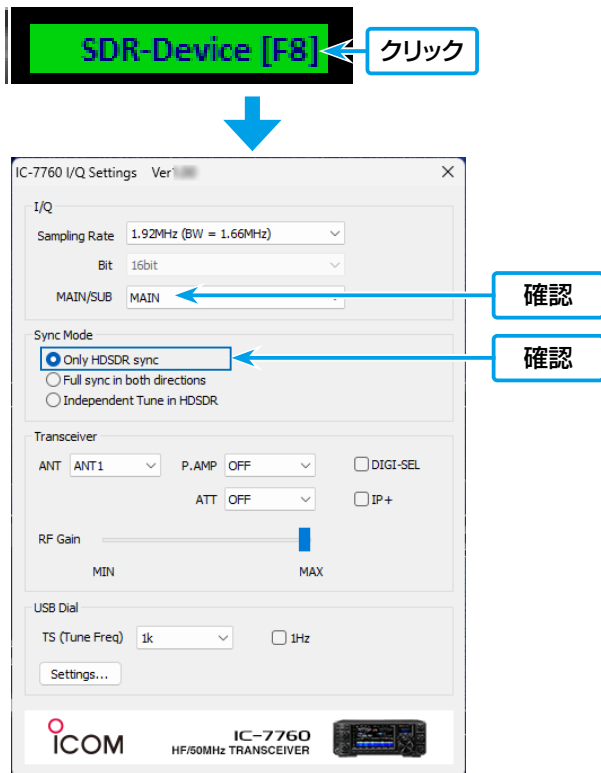 SDR-Device [F8]
クリック
IC-7760 I/Q Settings Ver
I/Q
Sampling Rate 1.92MHz (BW = 1.66MHz)
Bit 16bit
MAIN/SUB MAIN
確認
Sync Mode
Only HDSDR sync
確認
Full sync in both directions
Independent Tune in HDSDR
Transceiver
ANT ANT1 P.AMP OFF DIGI-SEL
ATT OFF IP+
RF Gain
MIN MAX
USB Dial
TS (Tune Freq) 1k 1Hz
Settings...
ICOM
IC-7760
HF/50MHz TRANSCEIVER